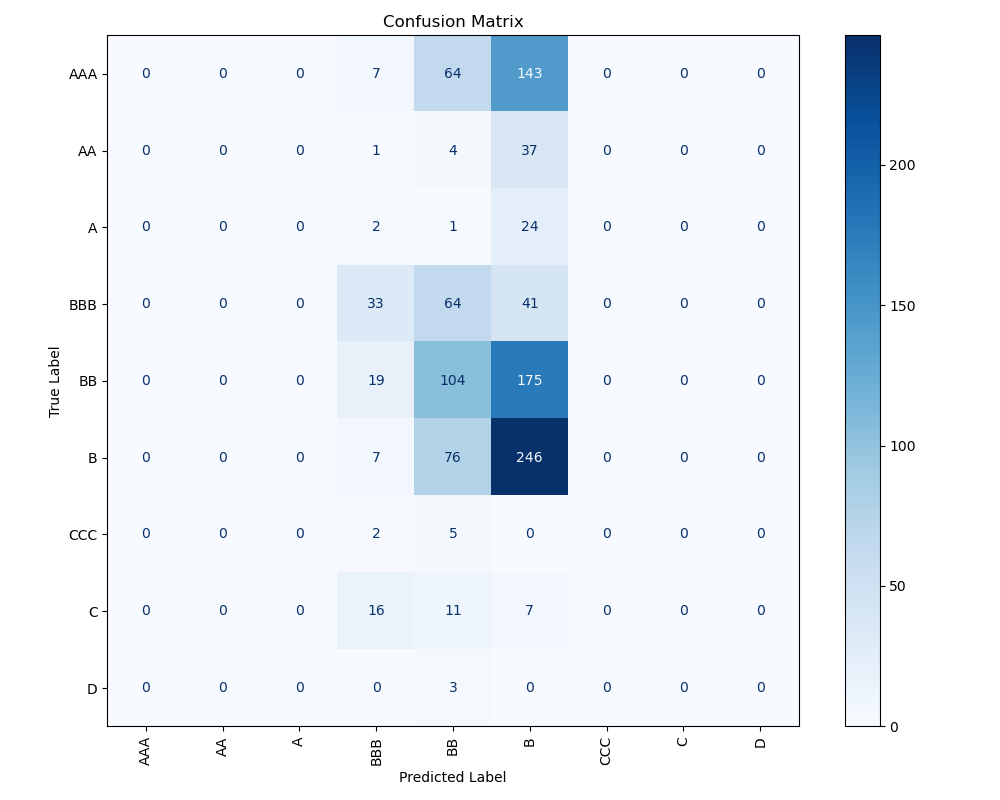 Confusion Matrix
AAA 0 0 0 7 64 143 0 0 0
AA 0 0 0 1 4 37 0 0 0
A 0 0 0 2 1 24 0 0 0
BBB 0 0 0 33 64 41 0 0 0
BB 0 0 0 19 104 175 0 0 0
B 0 0 0 7 76 246 0 0 0
CCC 0 0 0 2 5 0 0 0 0
C 0 0 0 16 11 7 0 0 0
D 0 0 0 0 3 0 0 0 0
AAA AA A BBB BB B CCC C D
Predicted Label
True Label
200
150
100
50
0